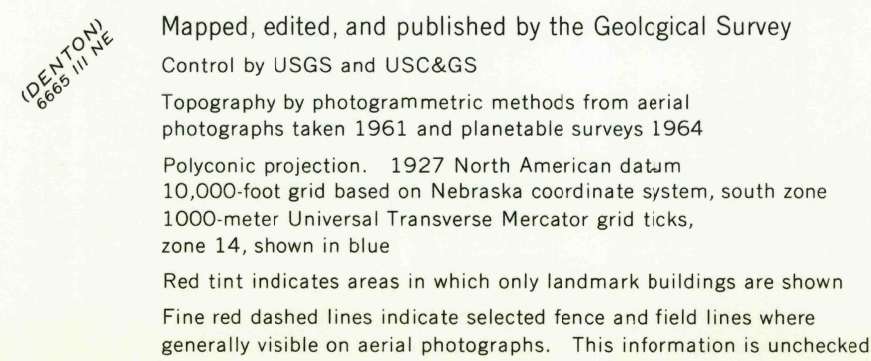 (DENTON)
6665 III NE
Mapped, edited, and published by the Geological Survey
Control by USGS and USC&GS
Topography by photogrammetric methods from aerial
photographs taken 1961 and planetable surveys 1964
Polyconic projection. 1927 North American datum
10,000-foot grid based on Nebraska coordinate system, south zone
1000-meter Universal Transverse Mercator grid ticks,
zone 14, shown in blue
Red tint indicates areas in which only landmark buildings are shown
Fine red dashed lines indicate selected fence and field lines where
generally visible on aerial photographs. This information is unchecked